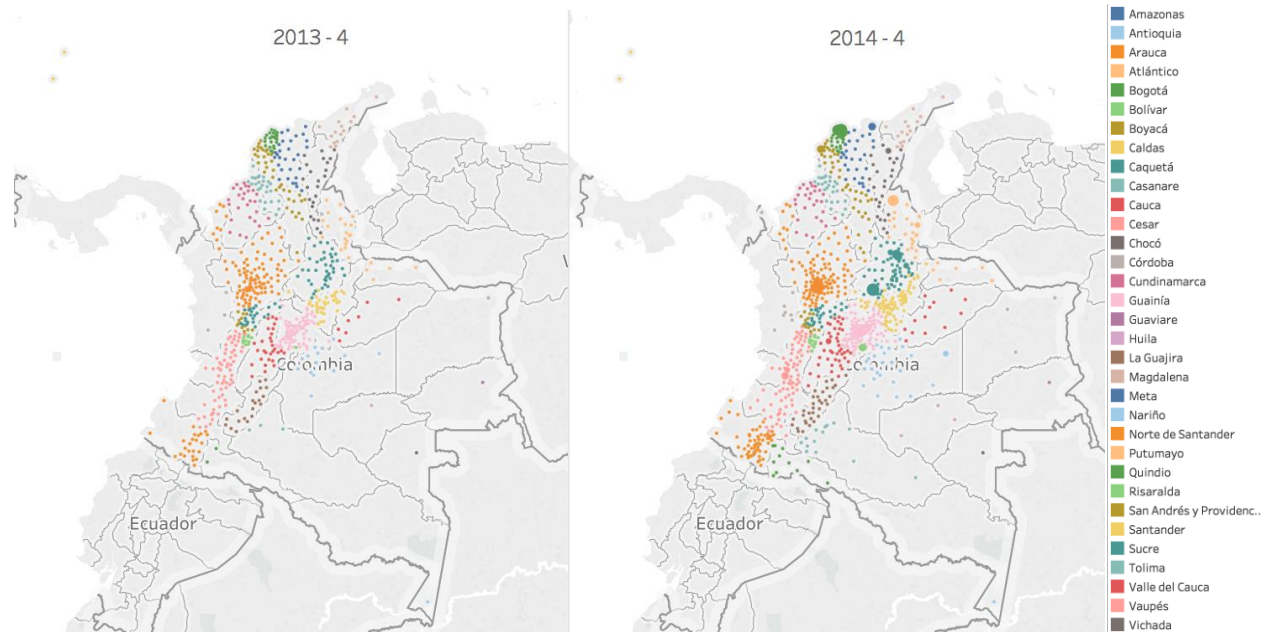 2013 - 4
2014 - 4
Colombia
Ecuador
Colombia
Ecuador
Amazonas
Antioquia
Arauca
Atlántico
Bogotá
Bolívar
Boyacá
Caldas
Caquetá
Casanare
Cauca
Cesar
Chocó
Córdoba
Cundinamarca
Guainía
Guaviare
Huila
La Guajira
Magdalena
Meta
Nariño
Norte de Santander
Putumayo
Quindio
Risaralda
San Andrés y Providenc..
Santander
Sucre
Tolima
Valle del Cauca
Vaupés
Vichada